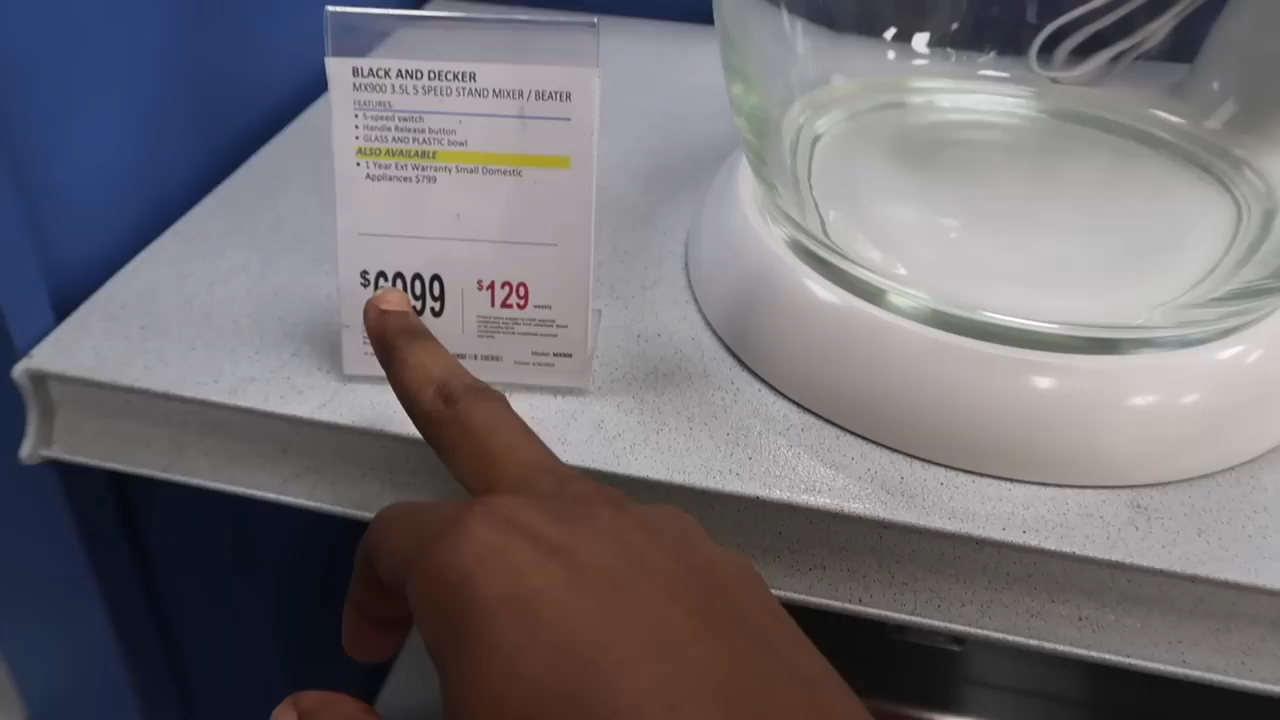 BLACK AND DECKER
MX900 3.5L 5 SPEED STAND MIXER / BEATER
FEATURES:
• 5-speed switch
• Handle Release button
• GLASS AND PLASTIC bowl
ALSO AVAILABLE
• 1 Year Ext Warranty Small Domestic
Appliances $799
$129 weekly
Model: MX900